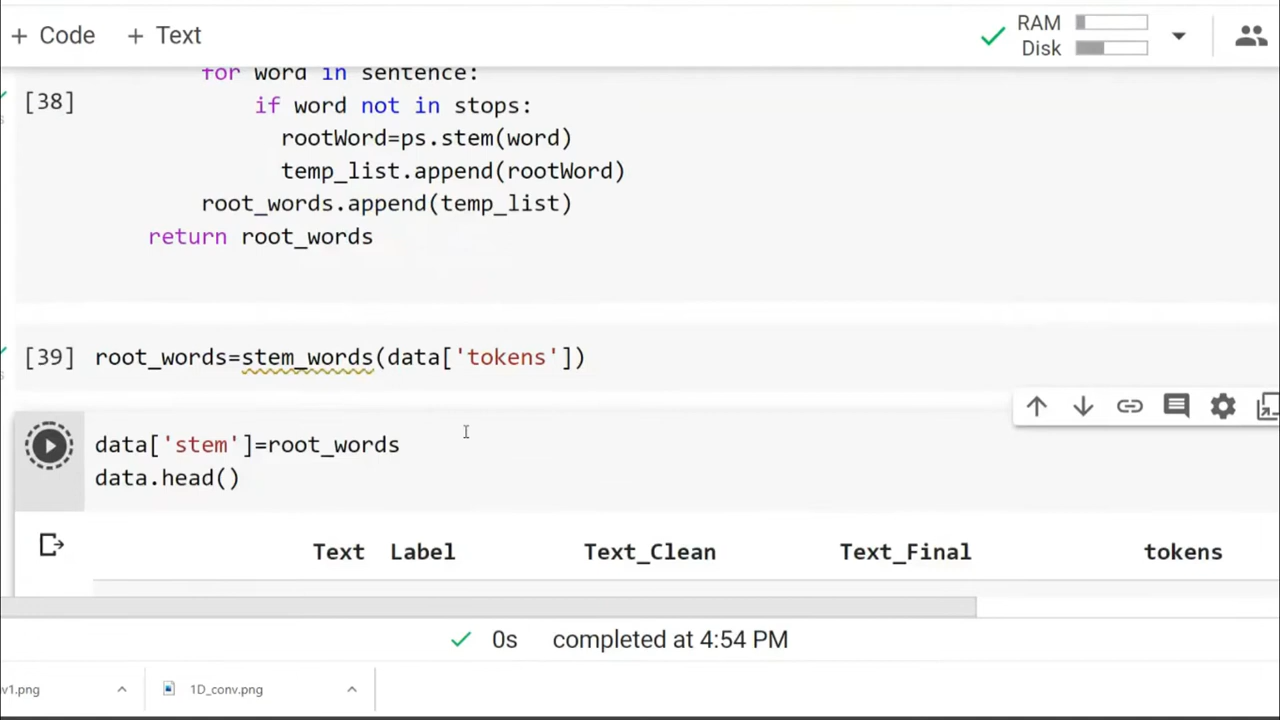 + Code + Text
RAM
Disk
for word in sentence:
[38]
if word not in stops:
rootWord=ps.stem(word)
temp_list.append(rootWord)
root_words.append(temp_list)
return root_words
[39] root_words=stem_words(data['tokens'])
data['stem']=root_words
data.head()
Text Label Text_Clean Text_Final tokens
0s completed at 4:54 PM
v1.png 1D_conv.png